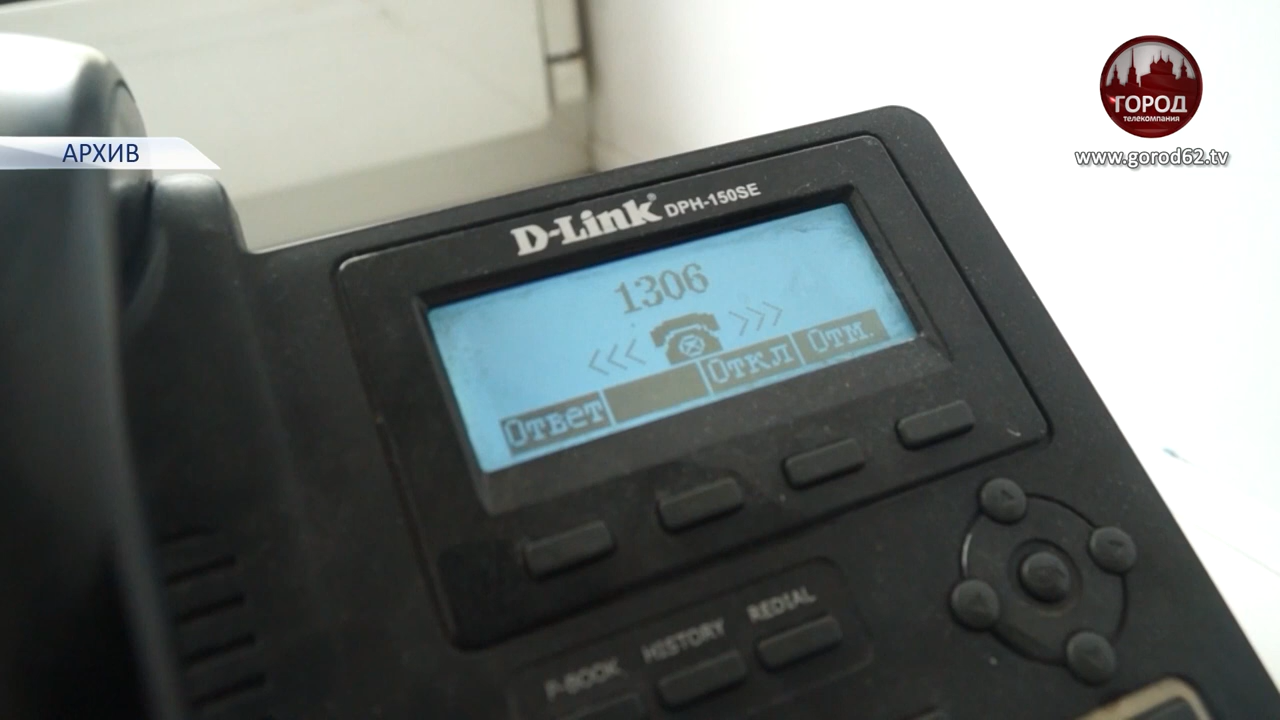 ГОРОД
телекомпания
www.gorod62.tv
АРХИВ
D-Link DPH-150SE
1306
<<< >>>
Ответ Откл Отм.
P-BOOK HISTORY REDIAL